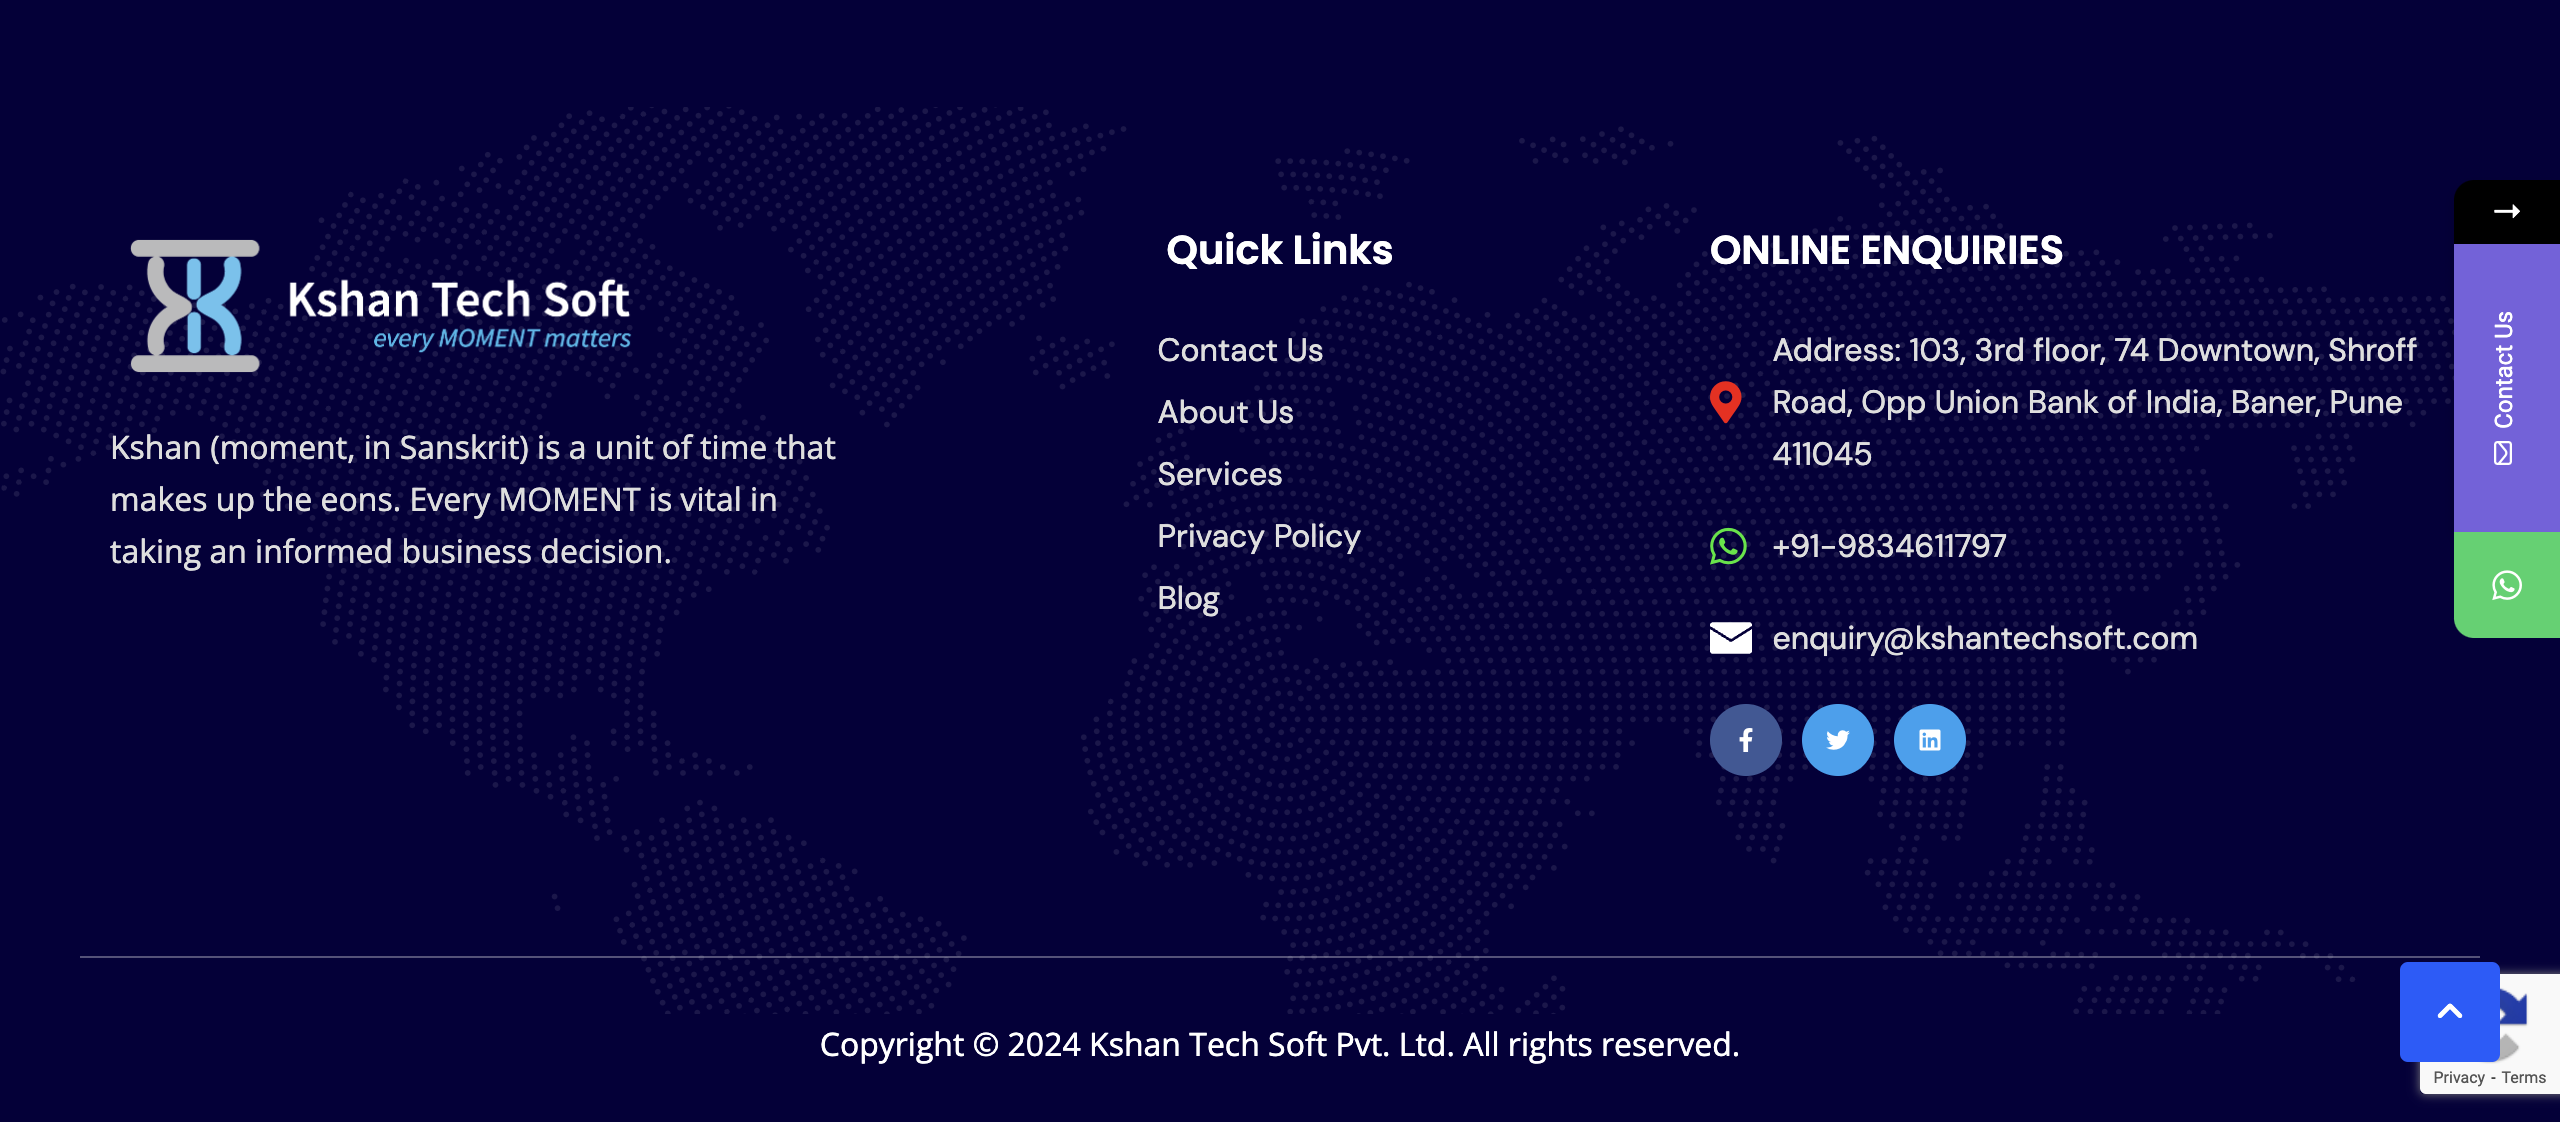 Kshan Tech Soft
every MOMENT matters
Kshan (moment, in Sanskrit) is a unit of time that
makes up the eons. Every MOMENT is vital in
taking an informed business decision.
Quick Links
Contact Us
About Us
Services
Privacy Policy
Blog
ONLINE ENQUIRIES
Address: 103, 3rd floor, 74 Downtown, Shroff
Road, Opp Union Bank of India, Baner, Pune
411045
+91-9834611797
enquiry@kshantechsoft.com
Contact Us
Copyright © 2024 Kshan Tech Soft Pvt. Ltd. All rights reserved.
Privacy - Terms